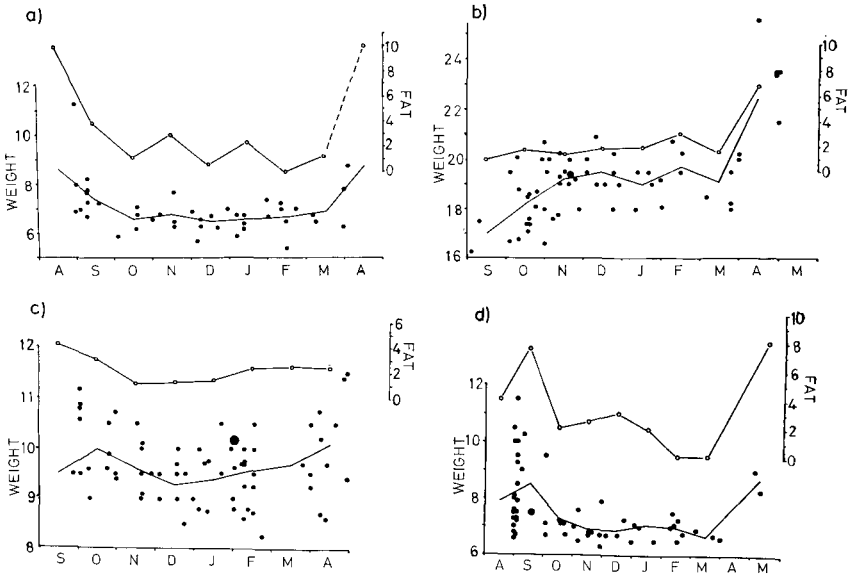 a)
WEIGHT
12
10
8
6
10
8
6
4
2
0
FAT
A S O N D J F M A
b)
WEIGHT
24
22
20
18
16
10
8
6
4
2
0
FAT
S O N D J F M A M
c)
WEIGHT
12
11
10
9
8
6
4
2
0
FAT
S O N D J F M A
d)
WEIGHT
12
10
8
6
10
8
6
4
2
0
FAT
A S O N D J F M A M